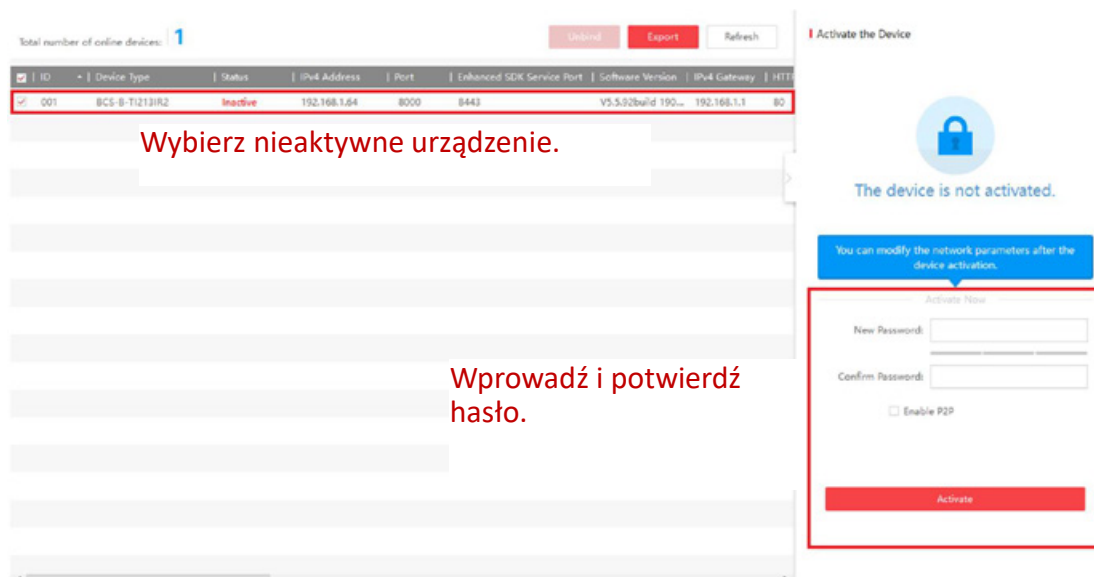 Total number of online devices: 1
Unbind Export Refresh
ID Device Type Status IPv4 Address Port Enhanced SDK Service Port Software Version IPv4 Gateway HTTP
001 BCS-B-TI213IR2 Inactive 192.168.1.64 8000 8443 V5.5.92build 190... 192.168.1.1 80
Wybierz nieaktywne urządzenie.
Wprowadź i potwierdź
hasło.
Activate the Device
The device is not activated.
You can modify the network parameters after the
device activation.
Activate Now
New Password:
Confirm Password:
Enable P2P
Activate